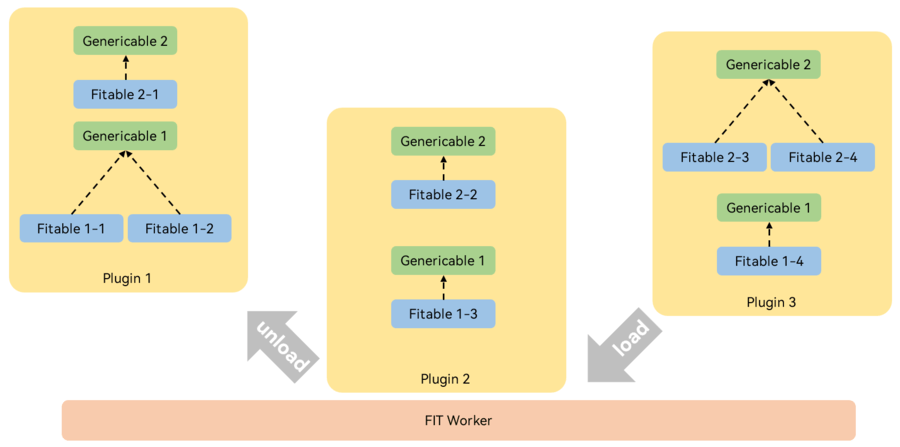 Genericable 2
Fitable 2-1
Genericable 1
Fitable 1-1
Fitable 1-2
Plugin 1
unload
Genericable 2
Fitable 2-2
Genericable 1
Fitable 1-3
Plugin 2
load
Genericable 2
Fitable 2-3
Fitable 2-4
Genericable 1
Fitable 1-4
Plugin 3
FIT Worker